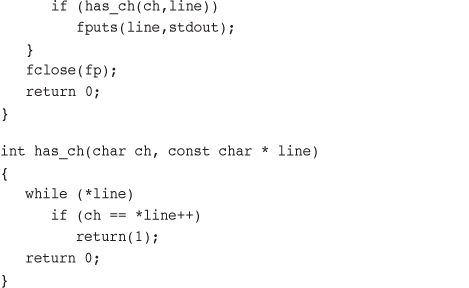 if (has_ch(ch,line))
         fputs(line,stdout);
   }
   fclose(fp);
   return 0;
}
int has_ch(char ch, const char * line)
{
   while (*line)
      if (ch == *line++)
         return(1);
   return 0;
}